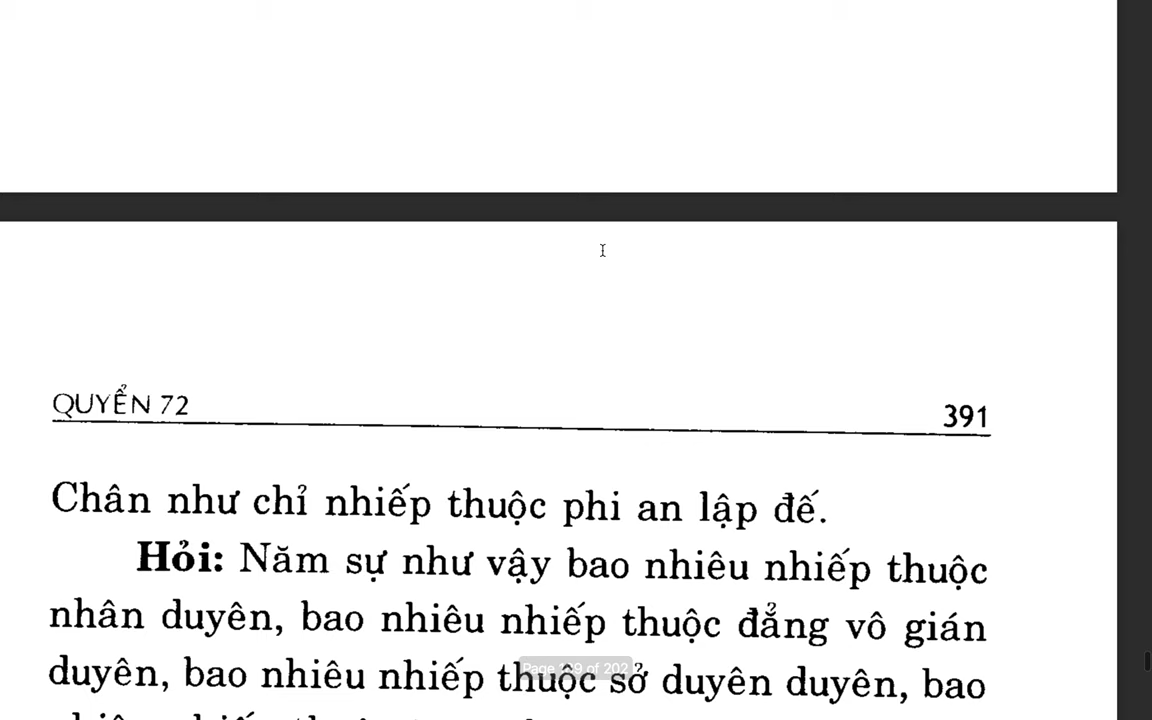 QUYỂN 72
391
Chân như chỉ nhiếp thuộc phi an lập đế.
Hỏi: Năm sự như vậy bao nhiêu nhiếp thuộc
nhân duyên, bao nhiêu nhiếp thuộc đẳng vô gián
duyên, bao nhiêu nhiếp thuộc sở duyên duyên, bao